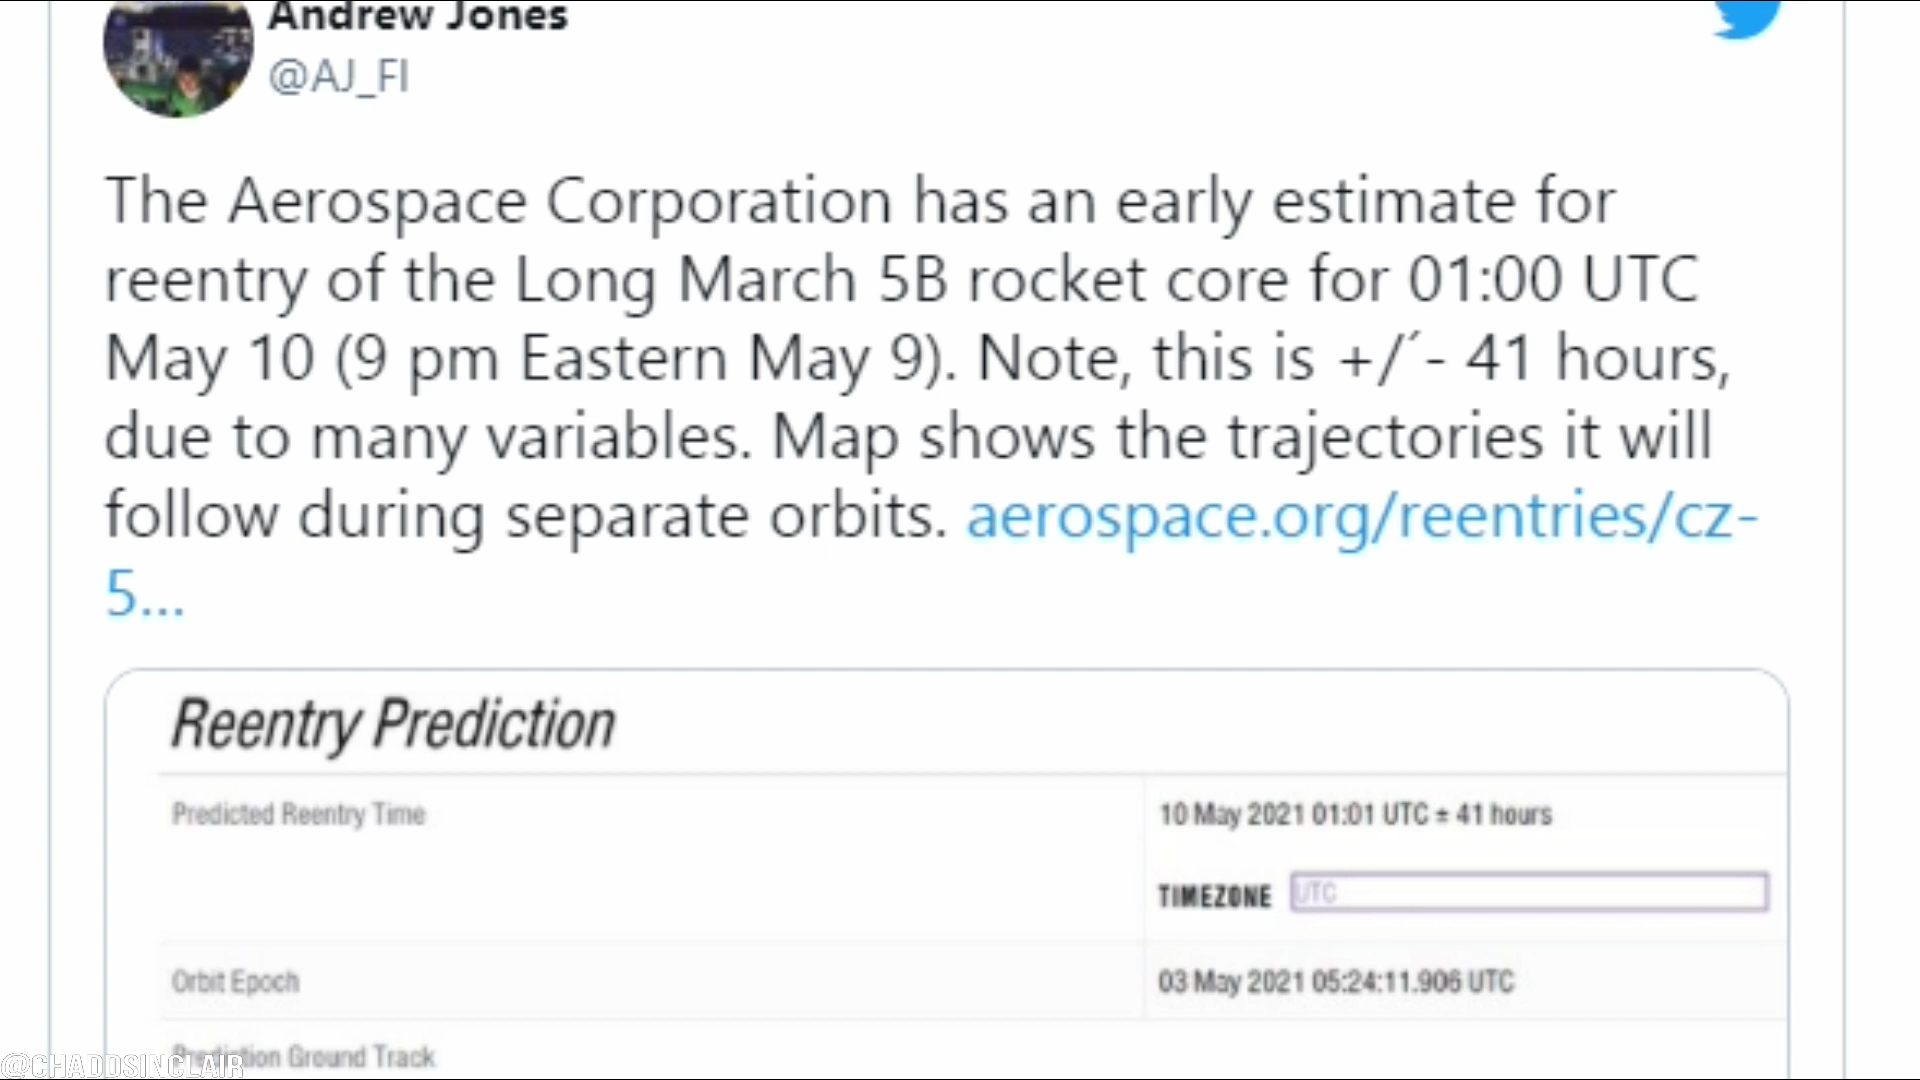 Andrew Jones
@AJ_FI
The Aerospace Corporation has an early estimate for
reentry of the Long March 5B rocket core for 01:00 UTC
May 10 (9 pm Eastern May 9). Note, this is +/´- 41 hours,
due to many variables. Map shows the trajectories it will
follow during separate orbits. aerospace.org/reentries/cz-
5...
Reentry Prediction
Predicted Reentry Time
10 May 2021 01:01 UTC ± 41 hours
TIMEZONE UTC
Orbit Epoch
03 May 2021 05:24:11.906 UTC
Prediction Ground Track
@CHADDSINCLAIR